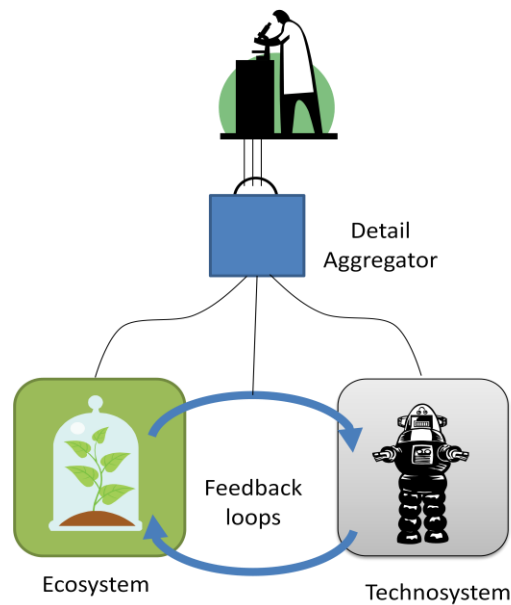 Detail
Aggregator
Feedback
loops
Ecosystem
Technosystem